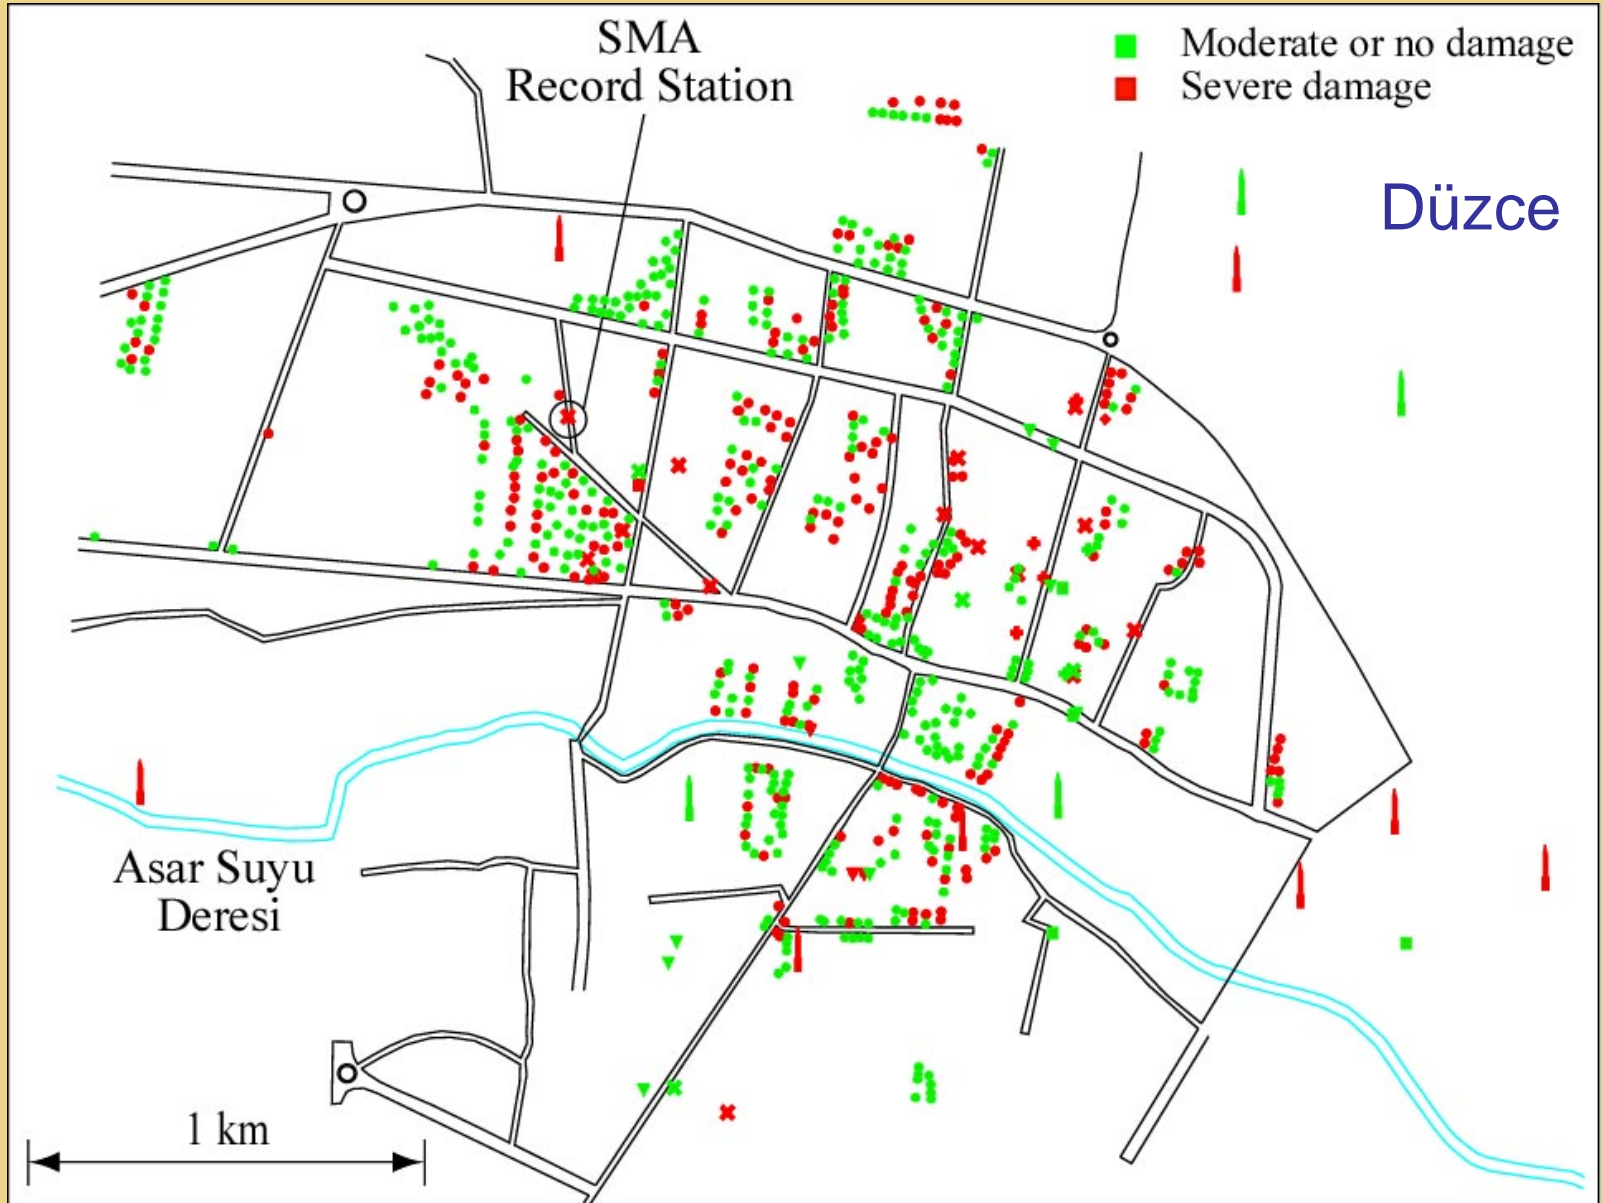 SMA
Record Station
Moderate or no damage
Severe damage
Düzce
Asar Suyu
Deresi
1 km